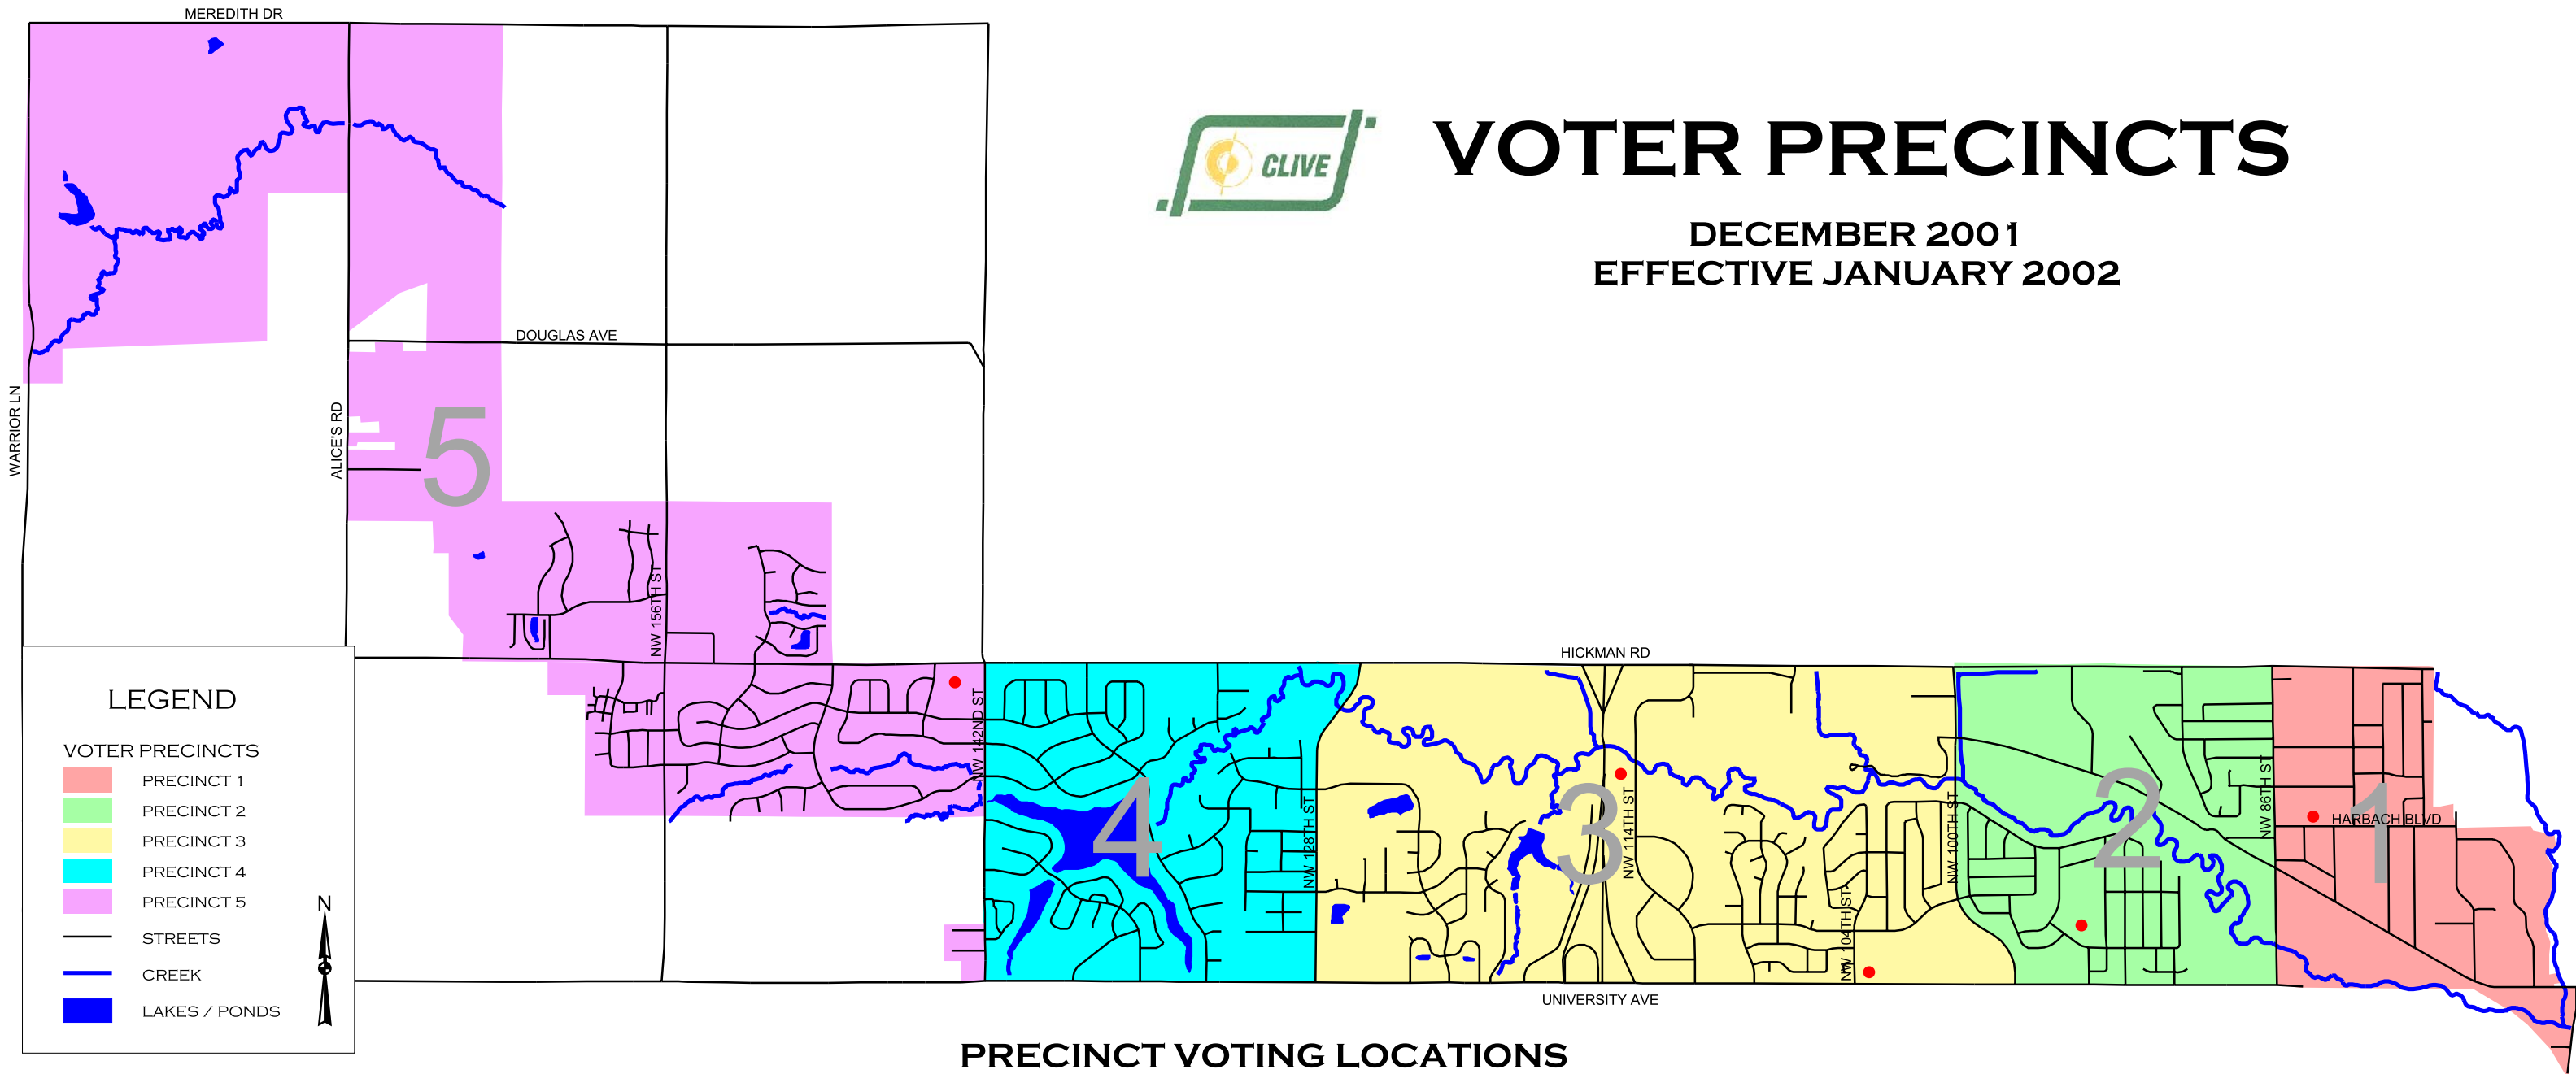 MEREDITH DR
CLIVE
VOTER PRECINCTS
DECEMBER 2001
EFFECTIVE JANUARY 2002
DOUGLAS AVE
WARRIOR LN
ALICE'S RD
5
NW 156TH ST
HICKMAN RD
NW 142ND ST
4
NW 128TH ST
3
NW 114TH ST
NW 104TH ST
NW 100TH ST
2
NW 86TH ST
1
HARBACH BLVD
UNIVERSITY AVE
LEGEND
VOTER PRECINCTS
PRECINCT 1
PRECINCT 2
PRECINCT 3
PRECINCT 4
PRECINCT 5
STREETS
CREEK
LAKES / PONDS
N
PRECINCT VOTING LOCATIONS